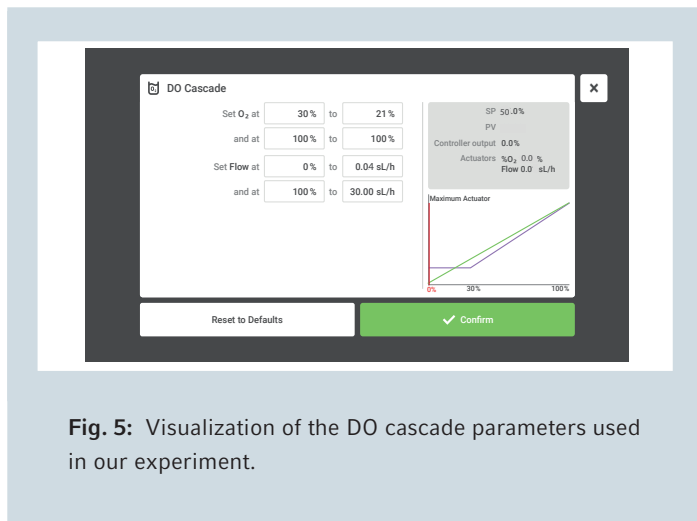 DO Cascade
Set O₂ at 30 % to 21 %
and at 100 % to 100 %
Set Flow at 0 % to 0.04 sL/h
and at 100 % to 30.00 sL/h
SP 50.0%
PV
Controller output 0.0%
Actuators %O₂ 0.0 %
Flow 0.0 sL/h
Maximum Actuator
0% 30% 100%
Reset to Defaults
Confirm
Fig. 5: Visualization of the DO cascade parameters used
in our experiment.